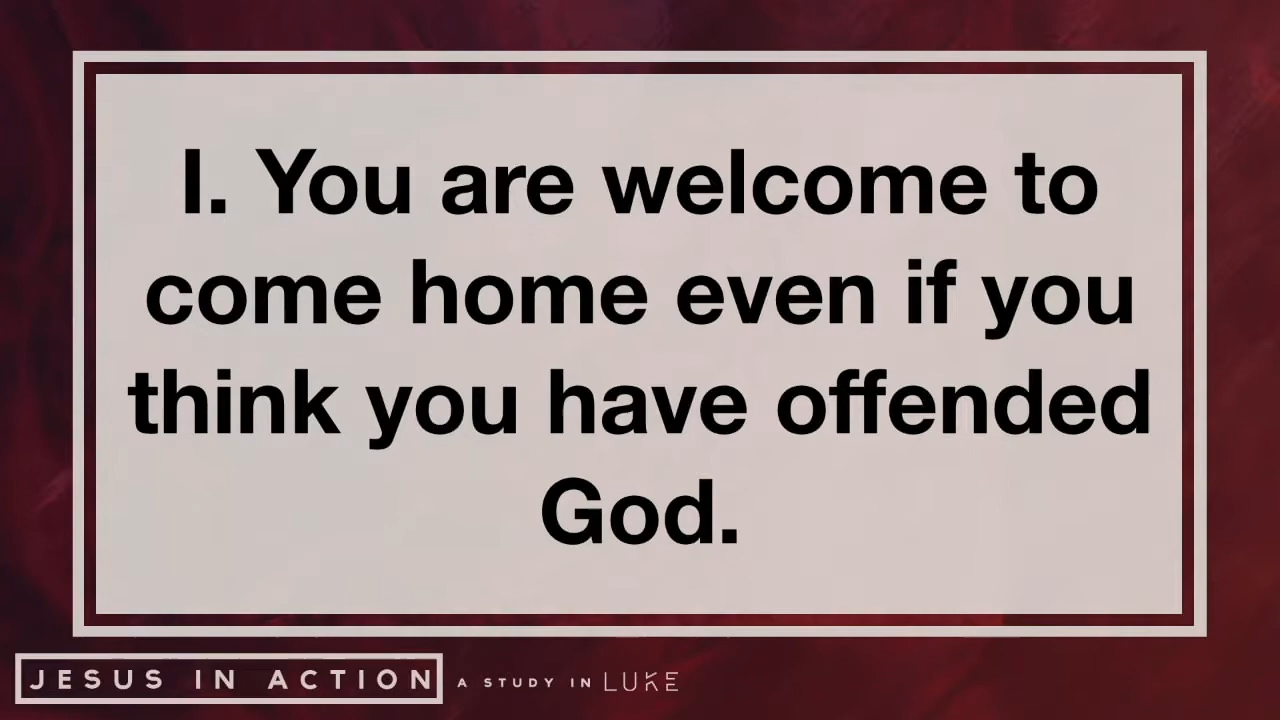 I. You are welcome to
come home even if you
think you have offended
God.
JESUS IN ACTION A STUDY IN LUKE